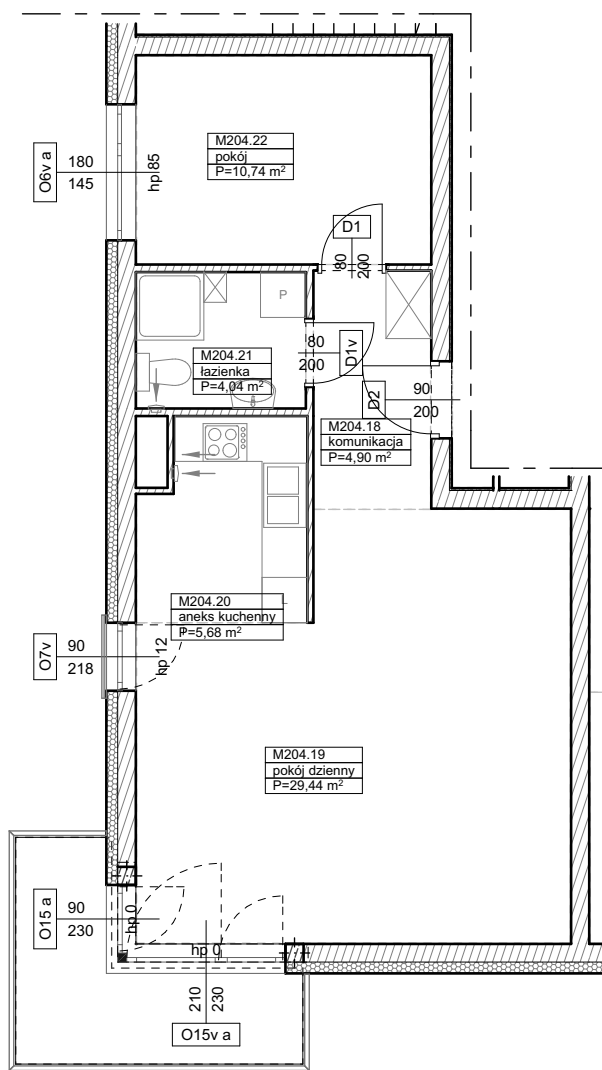 M204.22
pokój
P=10,74 m²
O6v a
180
145
hp 85
D1
80
200
P
M204.21
łazienka
P=4,04 m²
80
200
D1v
D2
90
200
M204.18
komunikacja
P=4,90 m²
M204.20
aneks kuchenny
P=5,68 m²
O7v
90
218
hp 12
M204.19
pokój dzienny
P=29,44 m²
O15 a
90
230
hp 0
hp 0
210
230
O15v a